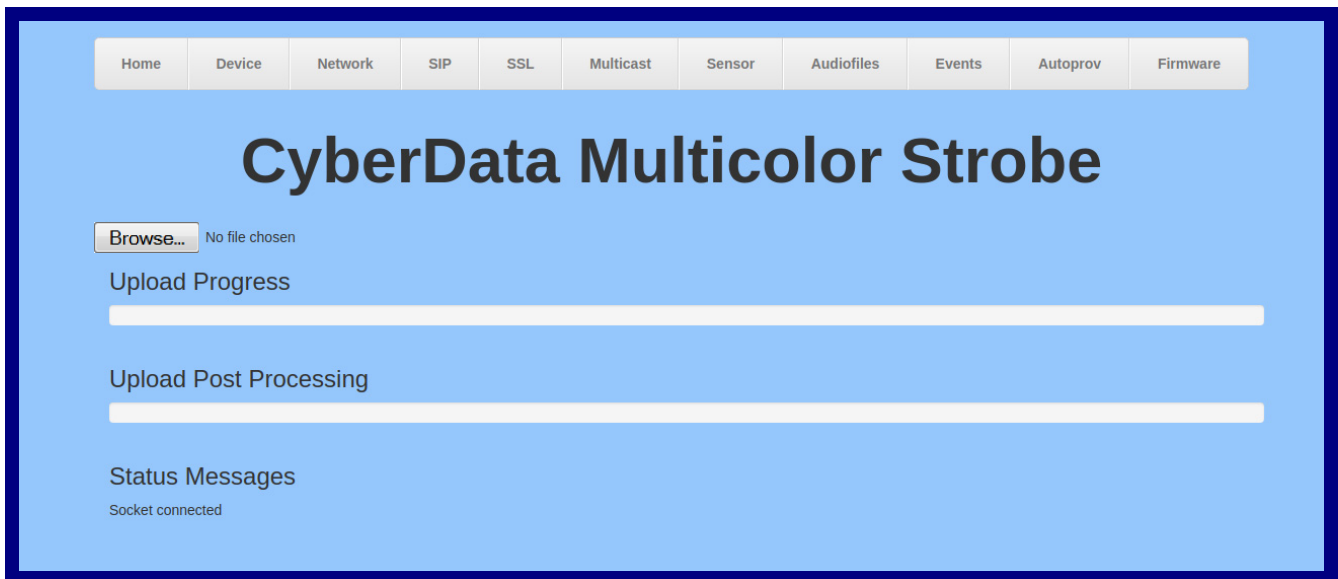 Home Device Network SIP SSL Multicast Sensor Audiofiles Events Autoprov Firmware
CyberData Multicolor Strobe
Browse... No file chosen
Upload Progress
Upload Post Processing
Status Messages
Socket connected